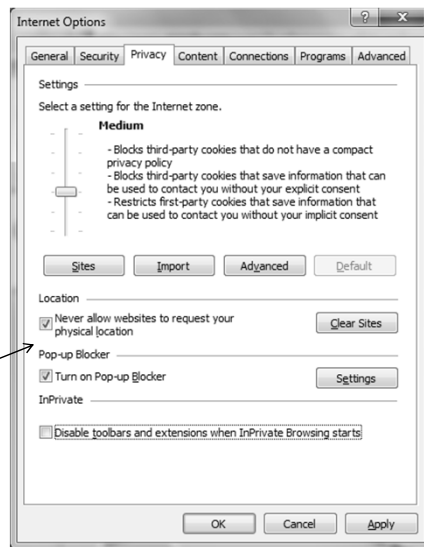 Internet Options
? X
General Security Privacy Content Connections Programs Advanced
Settings
Select a setting for the Internet zone.
Medium
- Blocks third-party cookies that do not have a compact
privacy policy
- Blocks third-party cookies that save information that can
be used to contact you without your explicit consent
- Restricts first-party cookies that save information that
can be used to contact you without your implicit consent
Sites Import Advanced Default
Location
Never allow websites to request your
physical location
Clear Sites
Pop-up Blocker
Turn on Pop-up Blocker
Settings
InPrivate
Disable toolbars and extensions when InPrivate Browsing starts
OK Cancel Apply